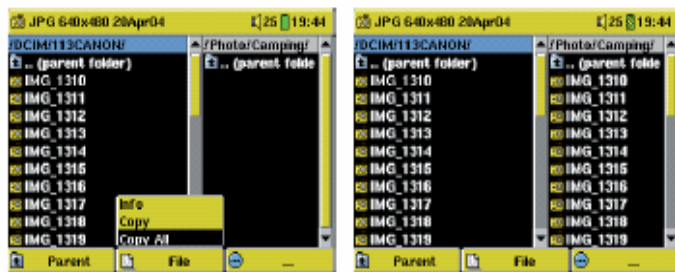 JPG 640x480 20Apr04 25 19:44
/DCIM/113CANON/
.. (parent folder)
IMG_1310
IMG_1311
IMG_1312
IMG_1313
IMG_1314
IMG_1315
IMG_1316
IMG_1317
IMG_1318
IMG_1319
/Photo/Camping/
.. (parent folde
Info
Copy
Copy All
Parent File
JPG 640x480 20Apr04 25 19:44
/DCIM/113CANON/
.. (parent folder)
IMG_1310
IMG_1311
IMG_1312
IMG_1313
IMG_1314
IMG_1315
IMG_1316
IMG_1317
IMG_1318
IMG_1319
/Photo/Camping/
.. (parent folde
IMG_1310
IMG_1311
IMG_1312
IMG_1313
IMG_1314
IMG_1315
IMG_1316
IMG_1317
IMG_1318
IMG_1319
Parent File